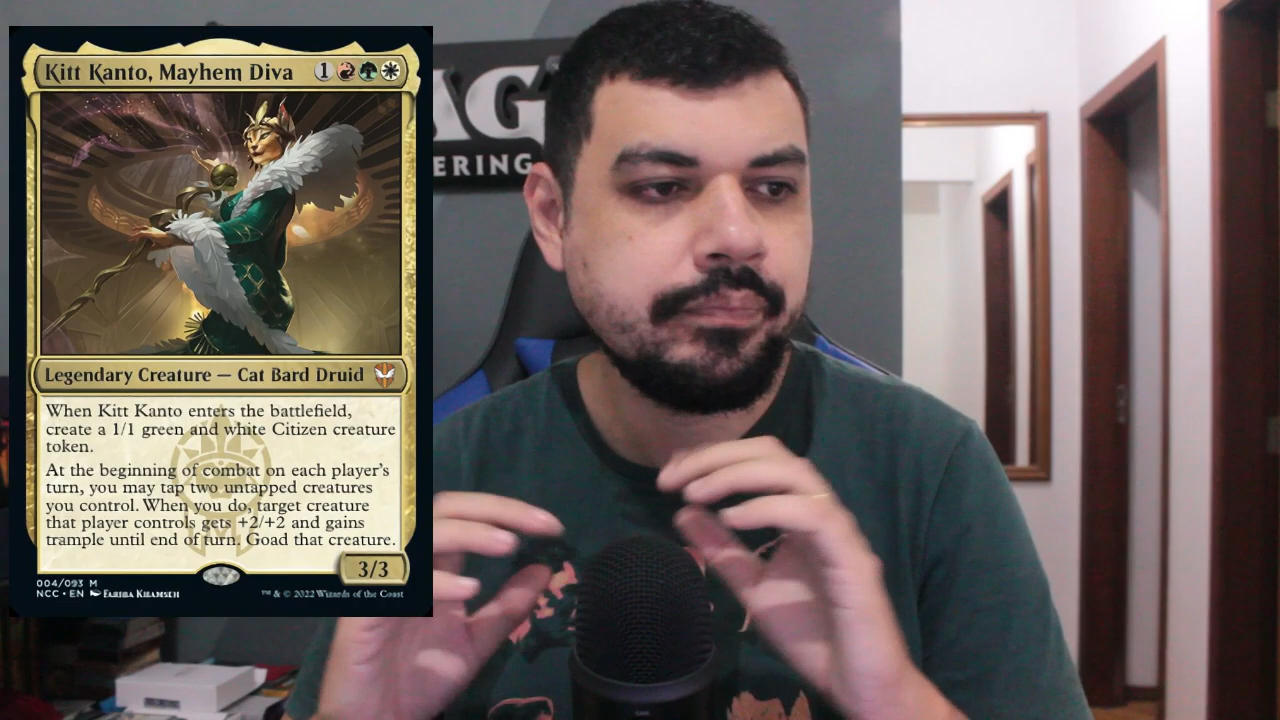 Kitt Kanto, Mayhem Diva 1
Legendary Creature — Cat Bard Druid
When Kitt Kanto enters the battlefield,
create a 1/1 green and white Citizen creature
token.
At the beginning of combat on each player's
turn, you may tap two untapped creatures
you control. When you do, target creature
that player controls gets +2/+2 and gains
trample until end of turn. Goad that creature.
3/3
004/093 M
NCC • EN
™ & © 2022 Wizards of the Coast
ERING